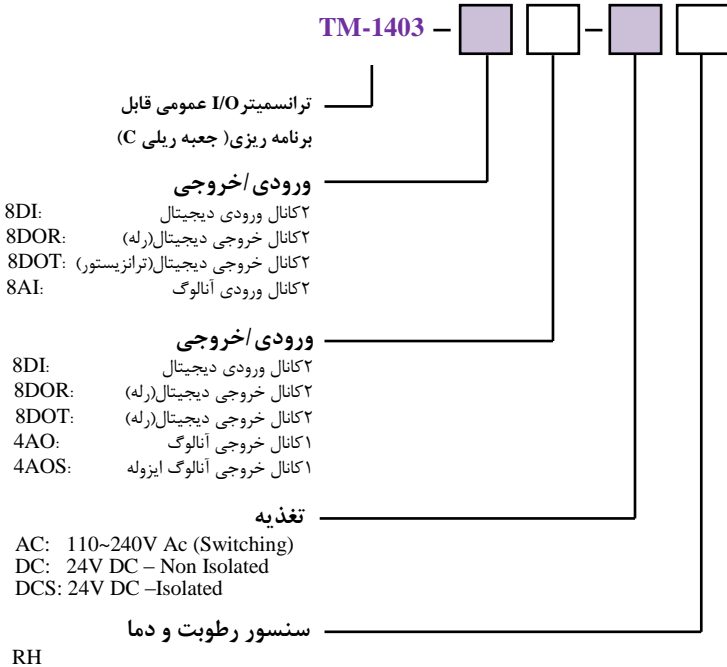 TM-1403 – –
ترانسمیتر I/O عمومی قابل
برنامه ریزی( جعبه ریلی C)
ورودی/خروجی
8DI: ۲کانال ورودی دیجیتال
8DOR: ۲کانال خروجی دیجیتال(رله)
8DOT: ۲کانال خروجی دیجیتال(ترانزیستور)
8AI: ۲کانال ورودی آنالوگ
ورودی/خروجی
8DI: ۲کانال ورودی دیجیتال
8DOR: ۲کانال خروجی دیجیتال(رله)
8DOT: ۲کانال خروجی دیجیتال(رله)
4AO: ۱کانال خروجی آنالوگ
4AOS: ۱کانال خروجی آنالوگ ایزوله
تغذیه
AC: 110~240V Ac (Switching)
DC: 24V DC – Non Isolated
DCS: 24V DC –Isolated
سنسور رطوبت و دما
RH